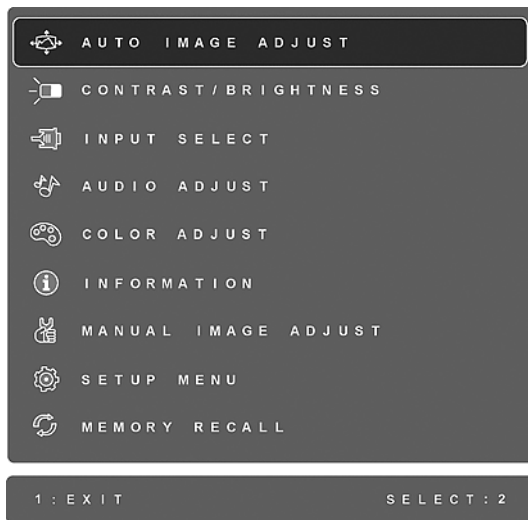 AUTO IMAGE ADJUST
CONTRAST/BRIGHTNESS
INPUT SELECT
AUDIO ADJUST
COLOR ADJUST
INFORMATION
MANUAL IMAGE ADJUST
SETUP MENU
MEMORY RECALL
1:EXIT SELECT:2